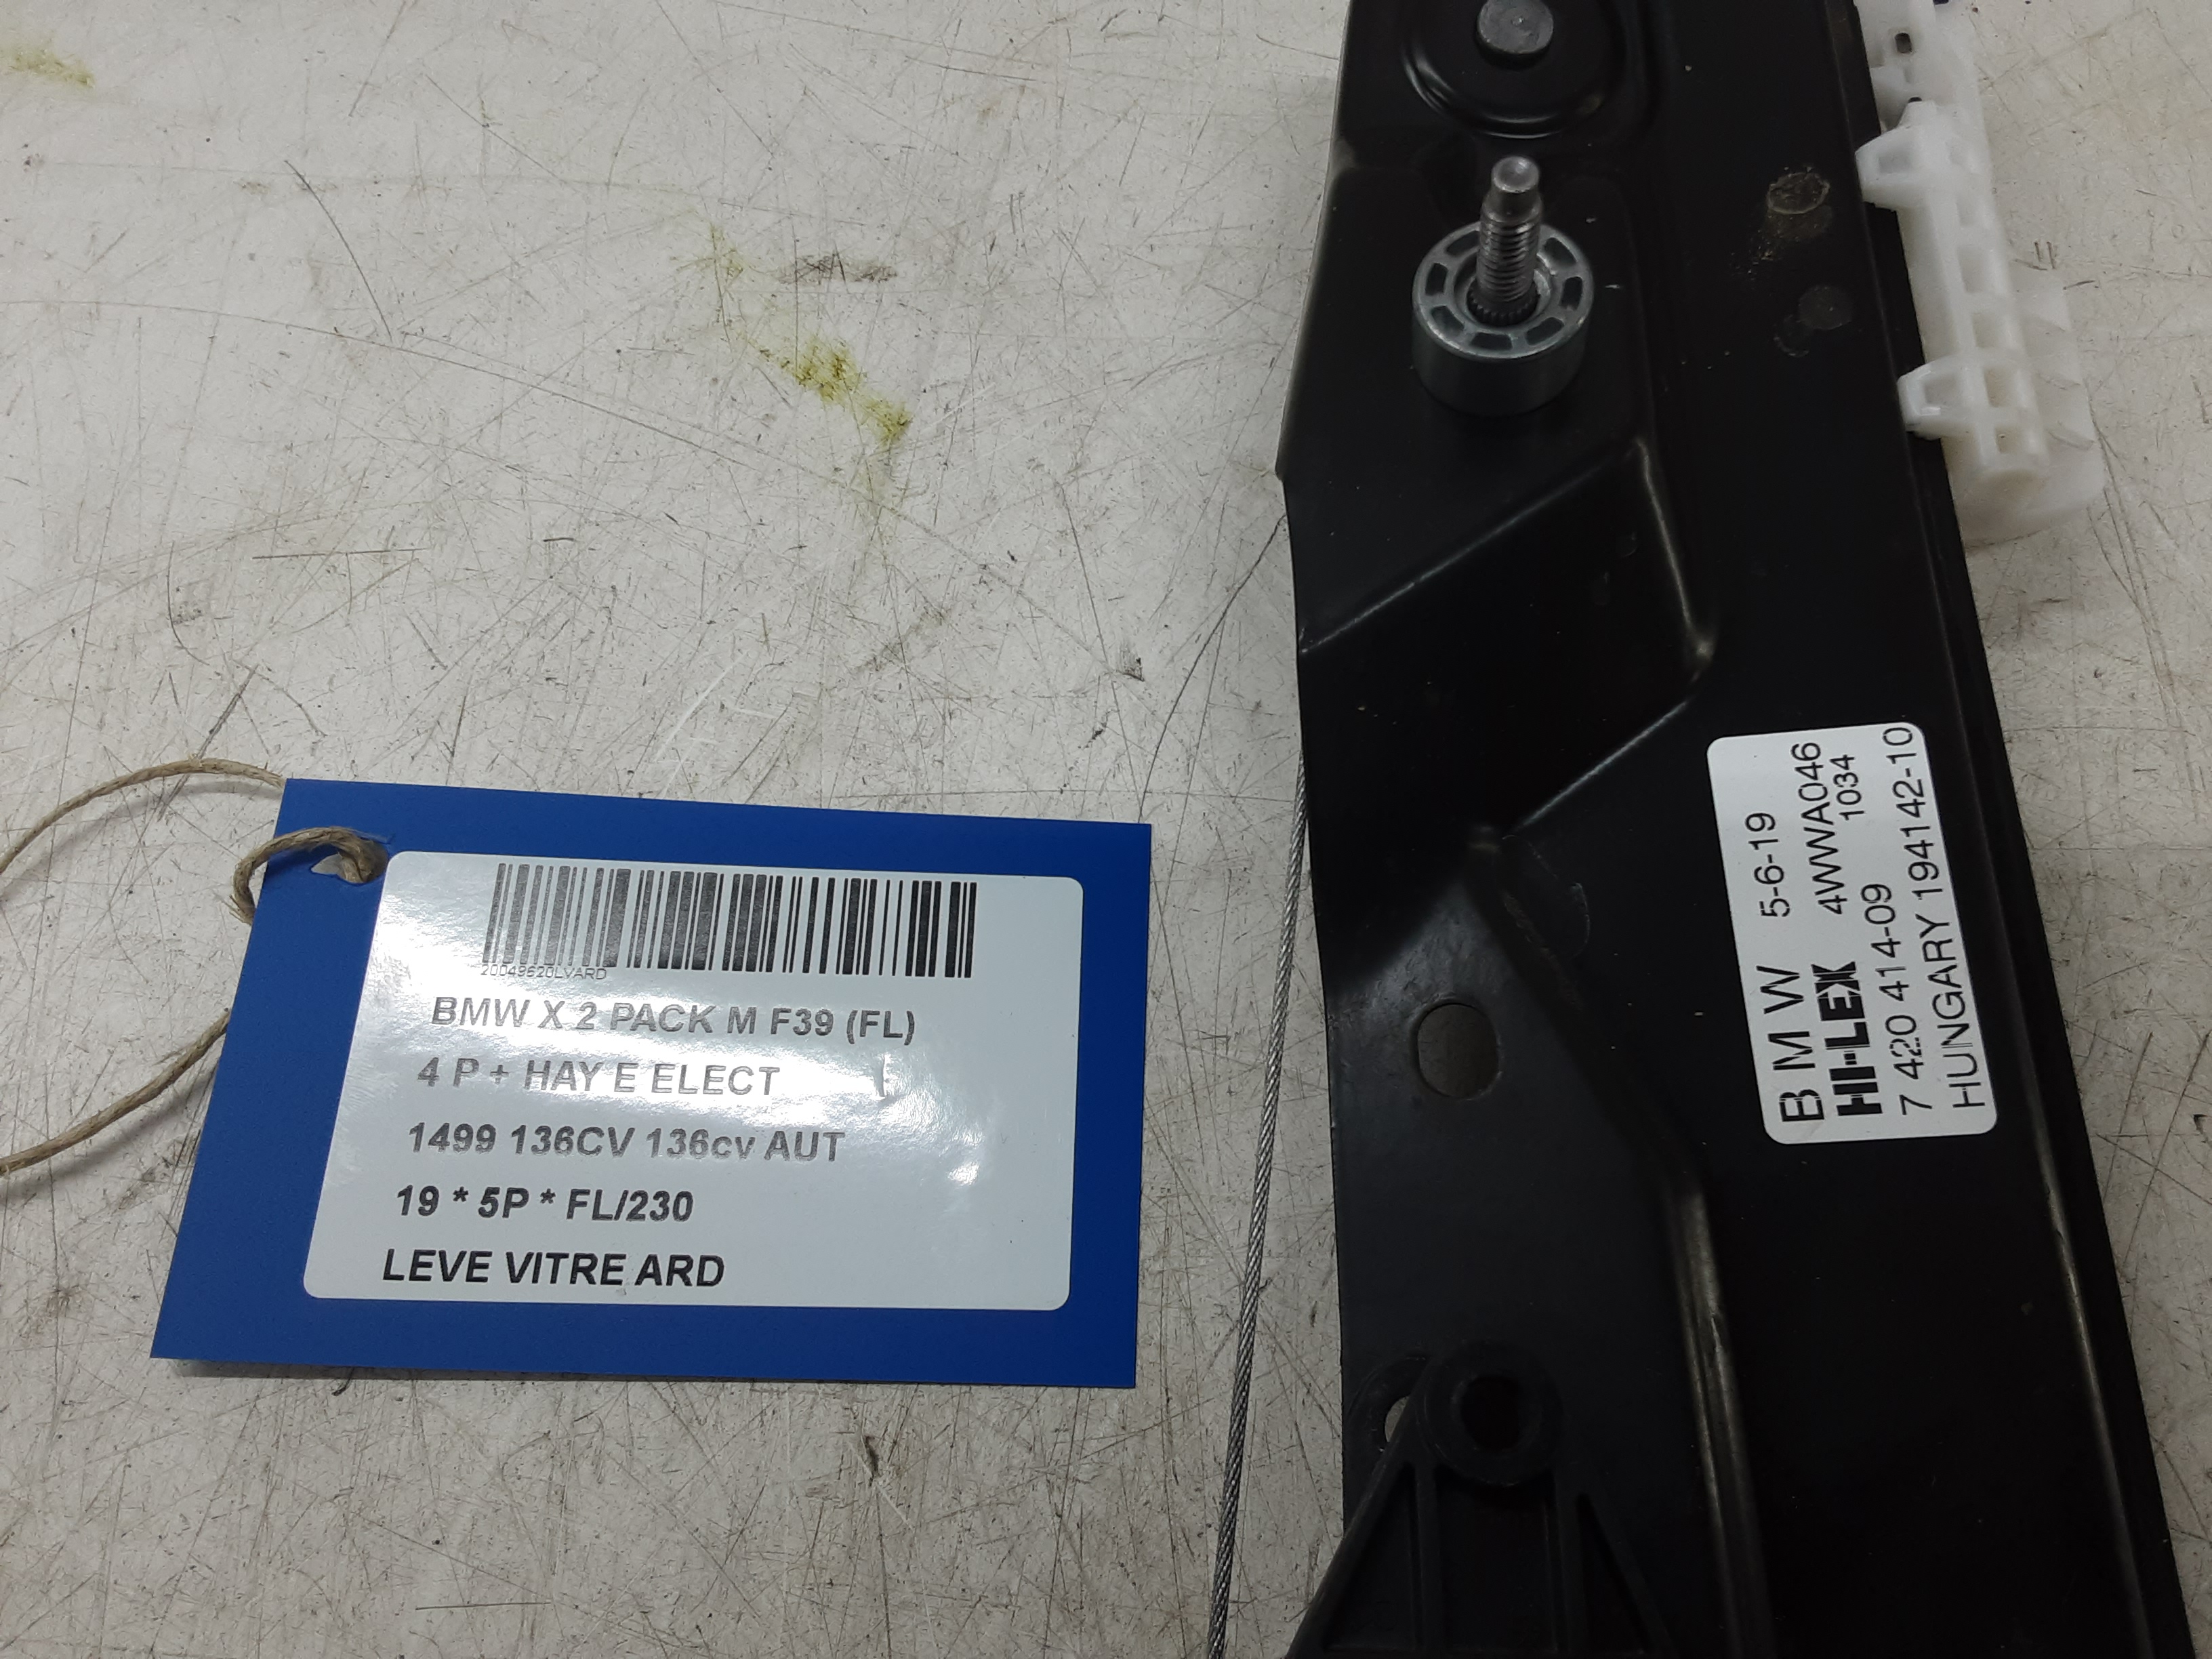 20049620LVARD
BMW X 2 PACK M F39 (FL)
4 P + HAY E ELECT
1499 136CV 136cv AUT
19 * 5P * FL/230
LEVE VITRE ARD
BMW 5-6-19
HI-LEX 4WWA046
7 420 414-09 1034
HUNGARY 194142-10